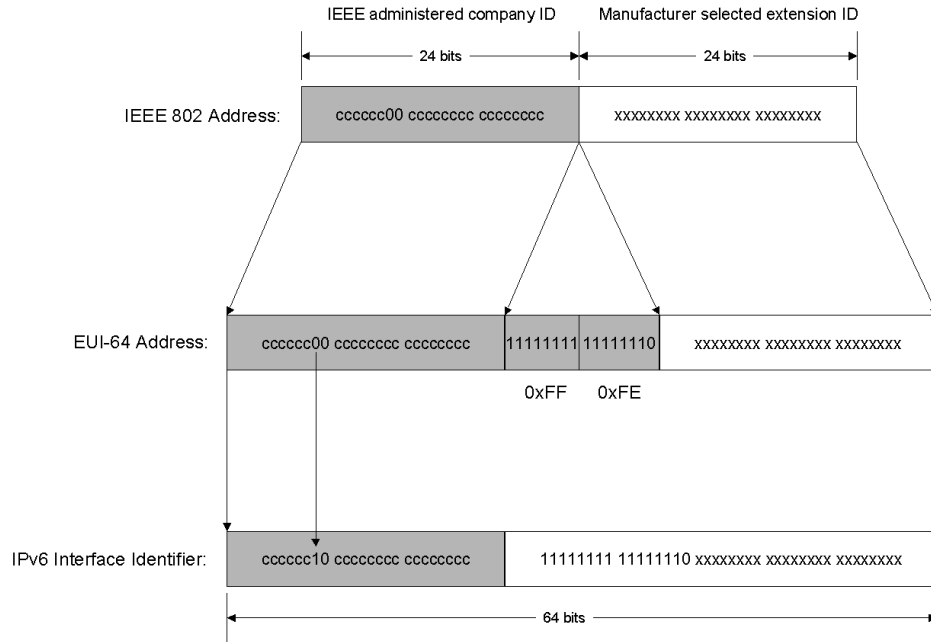 IEEE administered company ID
Manufacturer selected extension ID
24 bits
24 bits
IEEE 802 Address:
cccccc00 cccccccc cccccccc
xxxxxxxx xxxxxxxx xxxxxxxx
EUI-64 Address:
cccccc00 cccccccc cccccccc
11111111
11111110
xxxxxxxx xxxxxxxx xxxxxxxx
0xFF
0xFE
IPv6 Interface Identifier:
cccccc10 cccccccc cccccccc
11111111 11111110 xxxxxxxx xxxxxxxx xxxxxxxx
64 bits